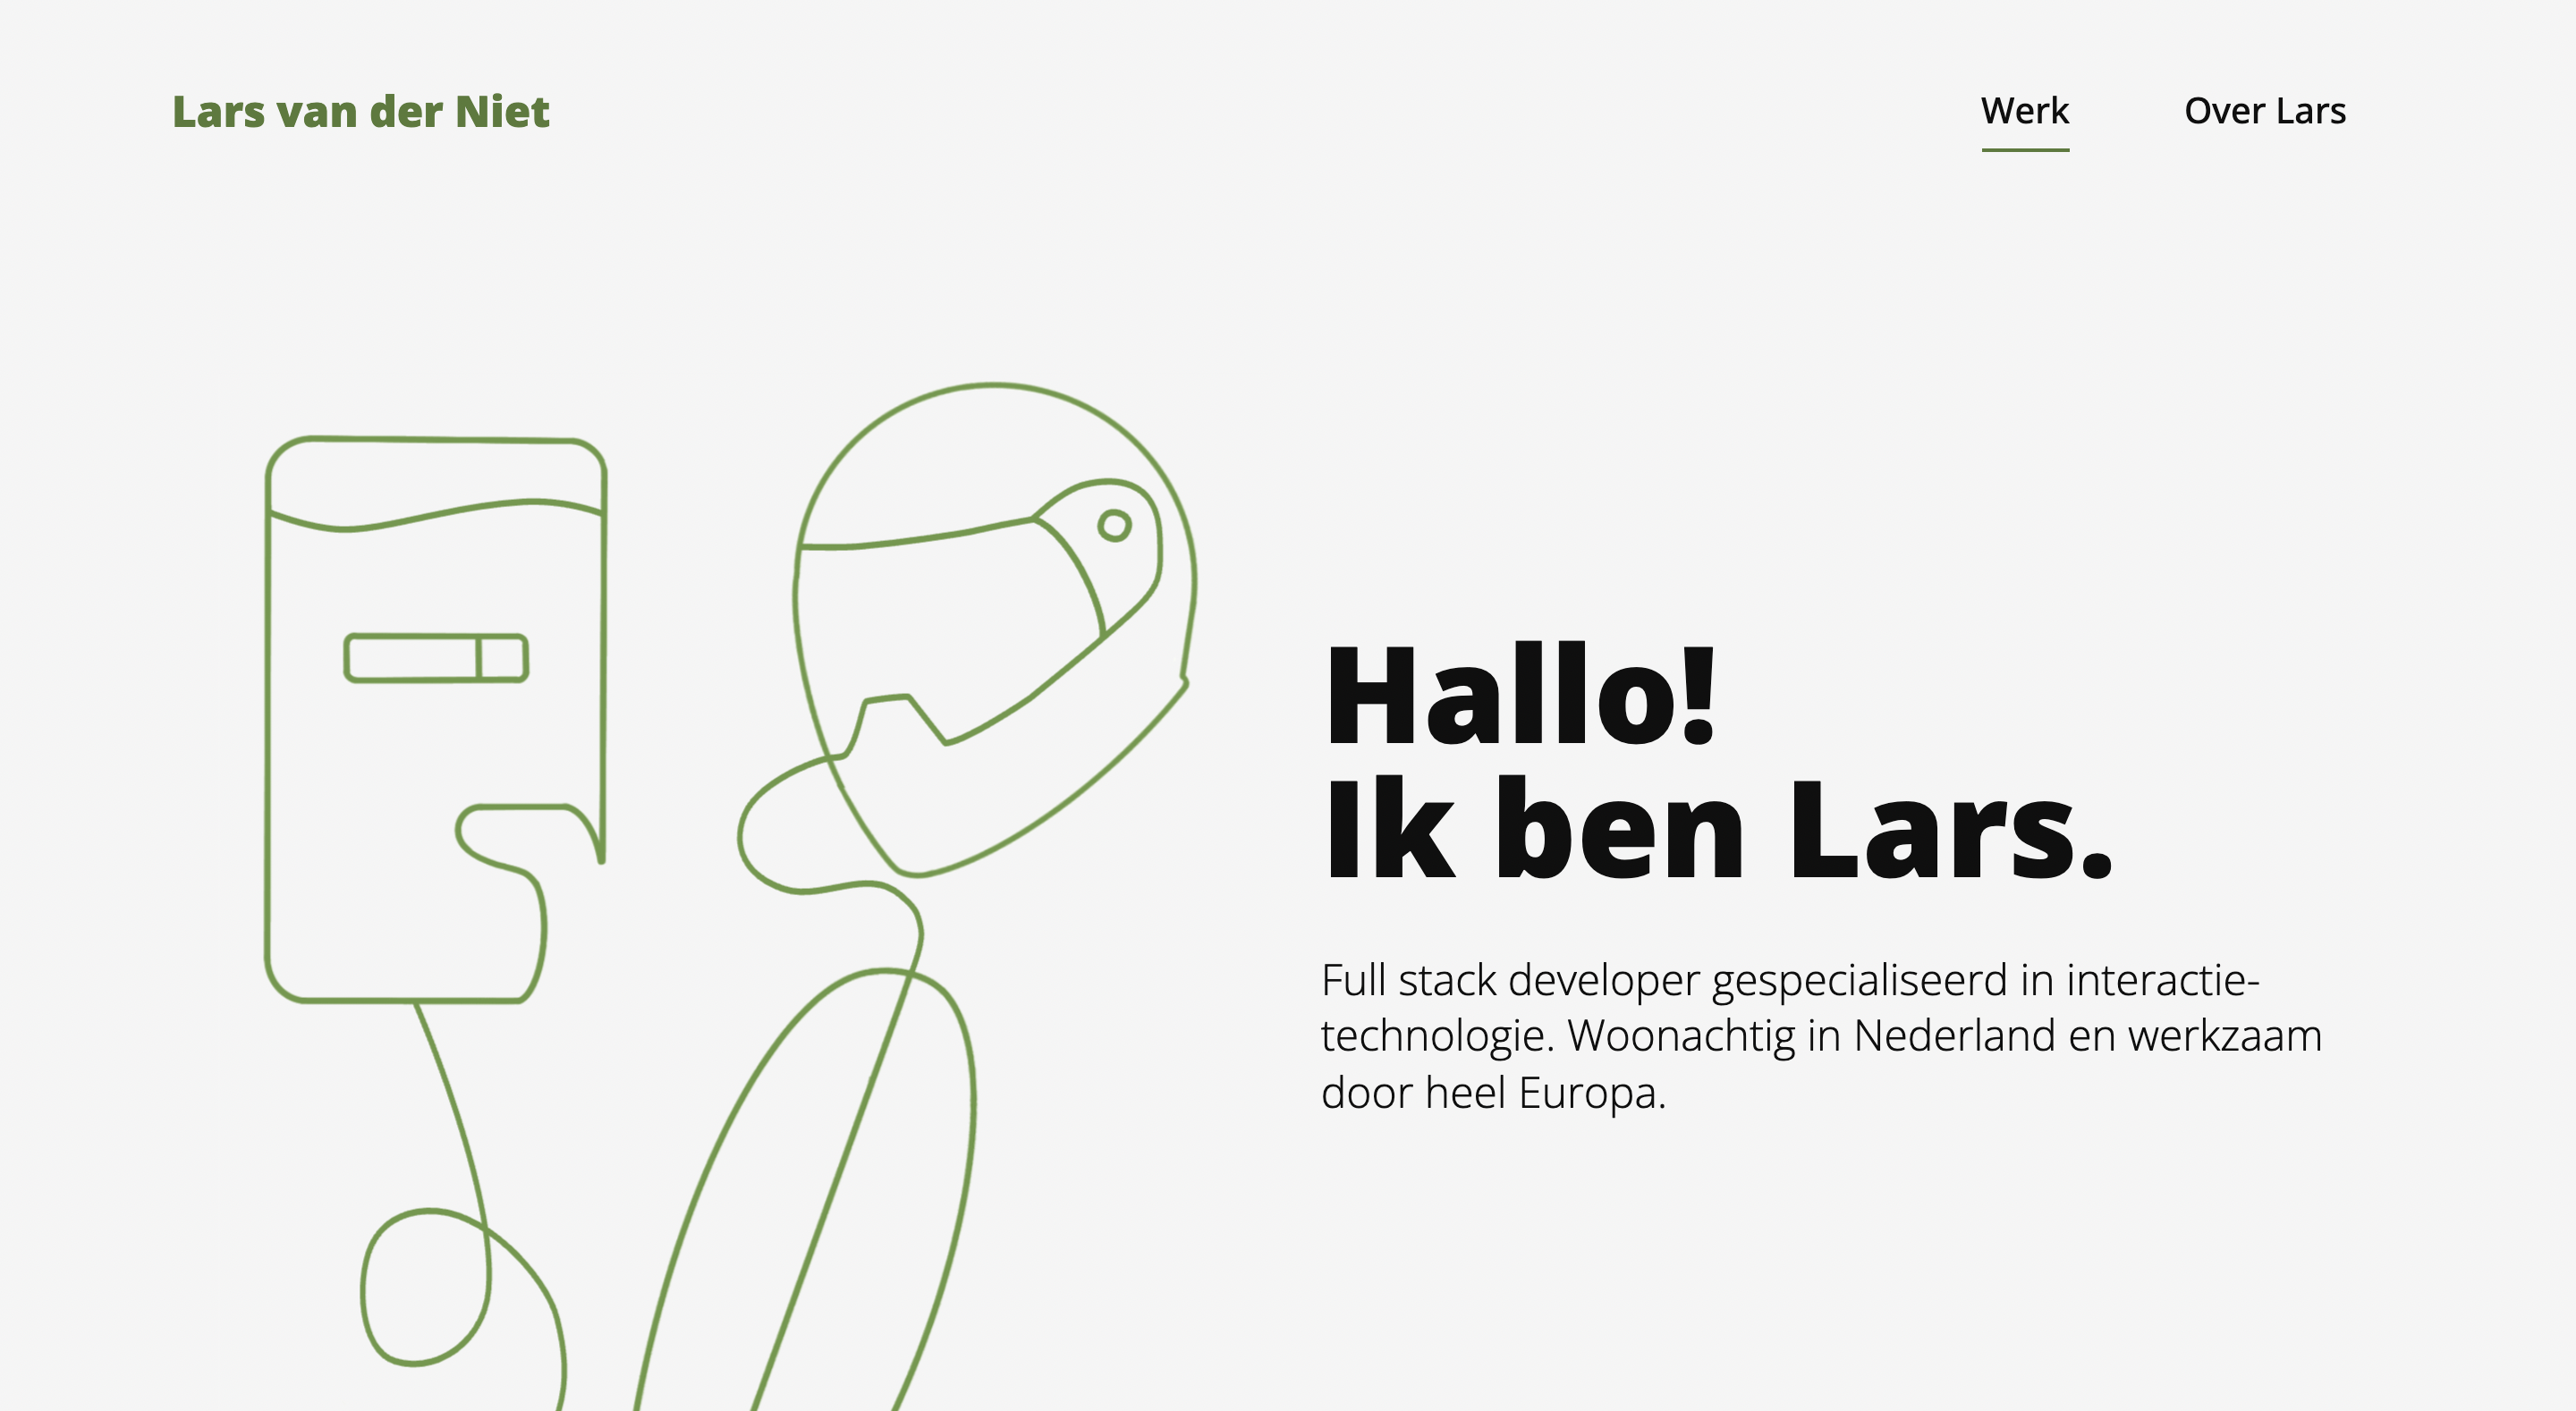 Lars van der Niet
Werk
Over Lars
Hallo!
Ik ben Lars.
Full stack developer gespecialiseerd in interactie-
technologie. Woonachtig in Nederland en werkzaam
door heel Europa.